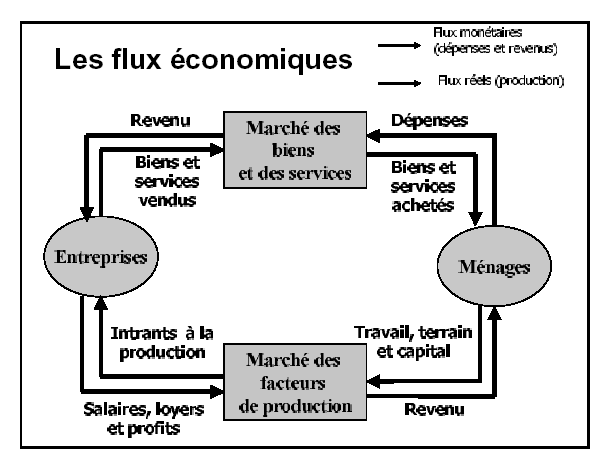 Les flux économiques
Flux monétaires
(dépenses et revenus)
Flux réels (production)
Revenu
Marché des
biens
et des services
Dépenses
Biens et
services
vendus
Biens et
services
achetés
Entreprises
Ménages
Intrants à la
production
Marché des
facteurs
de production
Travail, terrain
et capital
Salaires, loyers
et profits
Revenu